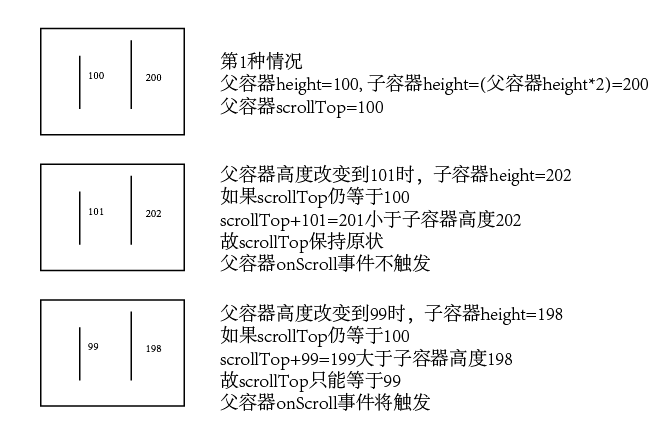 100
200
第1种情况
父容器height=100, 子容器height=(父容器height*2)=200
父容器scrollTop=100
101
202
父容器高度改变到101时，子容器height=202
如果scrollTop仍等于100
scrollTop+101=201小于子容器高度202
故scrollTop保持原状
父容器onScroll事件不触发
99
198
父容器高度改变到99时，子容器height=198
如果scrollTop仍等于100
scrollTop+99=199大于子容器高度198
故scrollTop只能等于99
父容器onScroll事件将触发